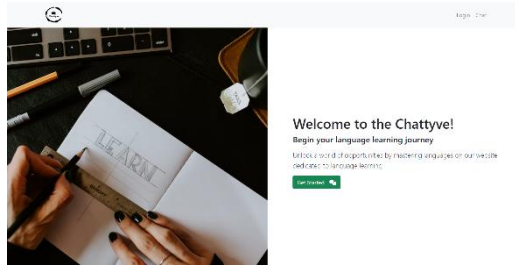 Login Chat
LEARN
Welcome to the Chattyve!
Begin your language learning journey
Unlock a world of opportunities by mastering languages on our website
dedicated to language learning
Get Started